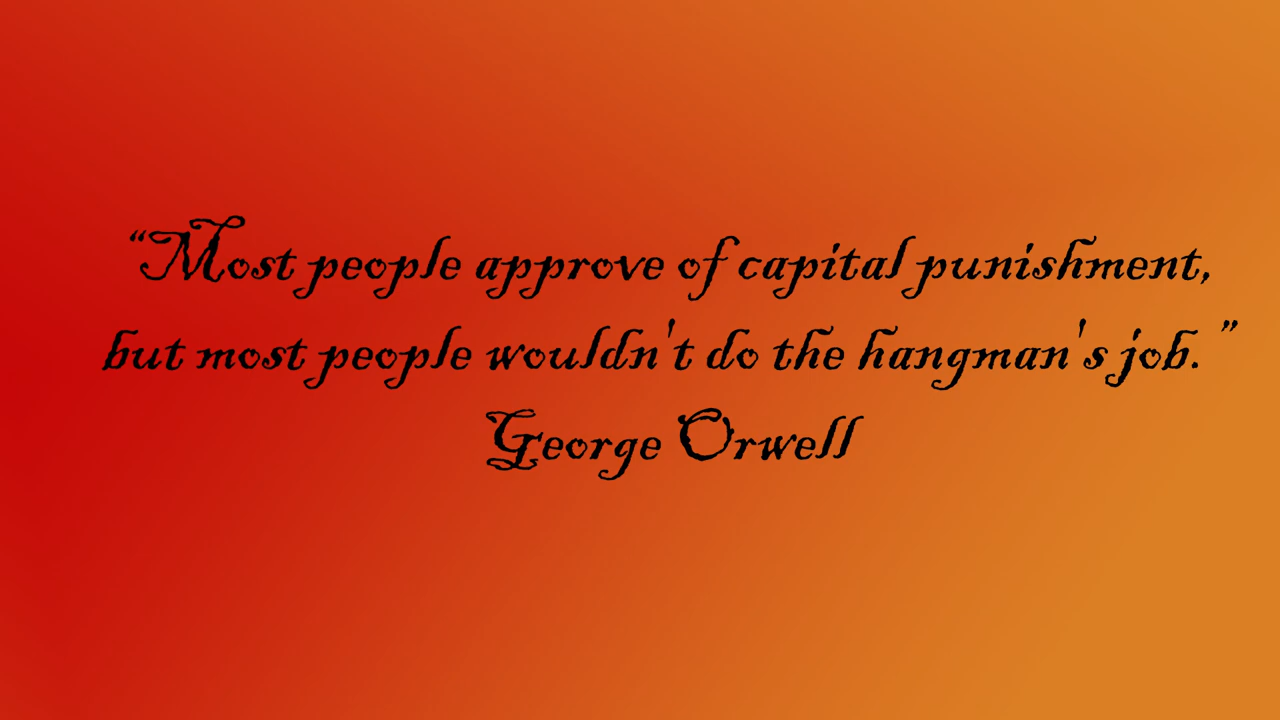 “Most people approve of capital punishment,
but most people wouldn't do the hangman's job. ”
George Orwell